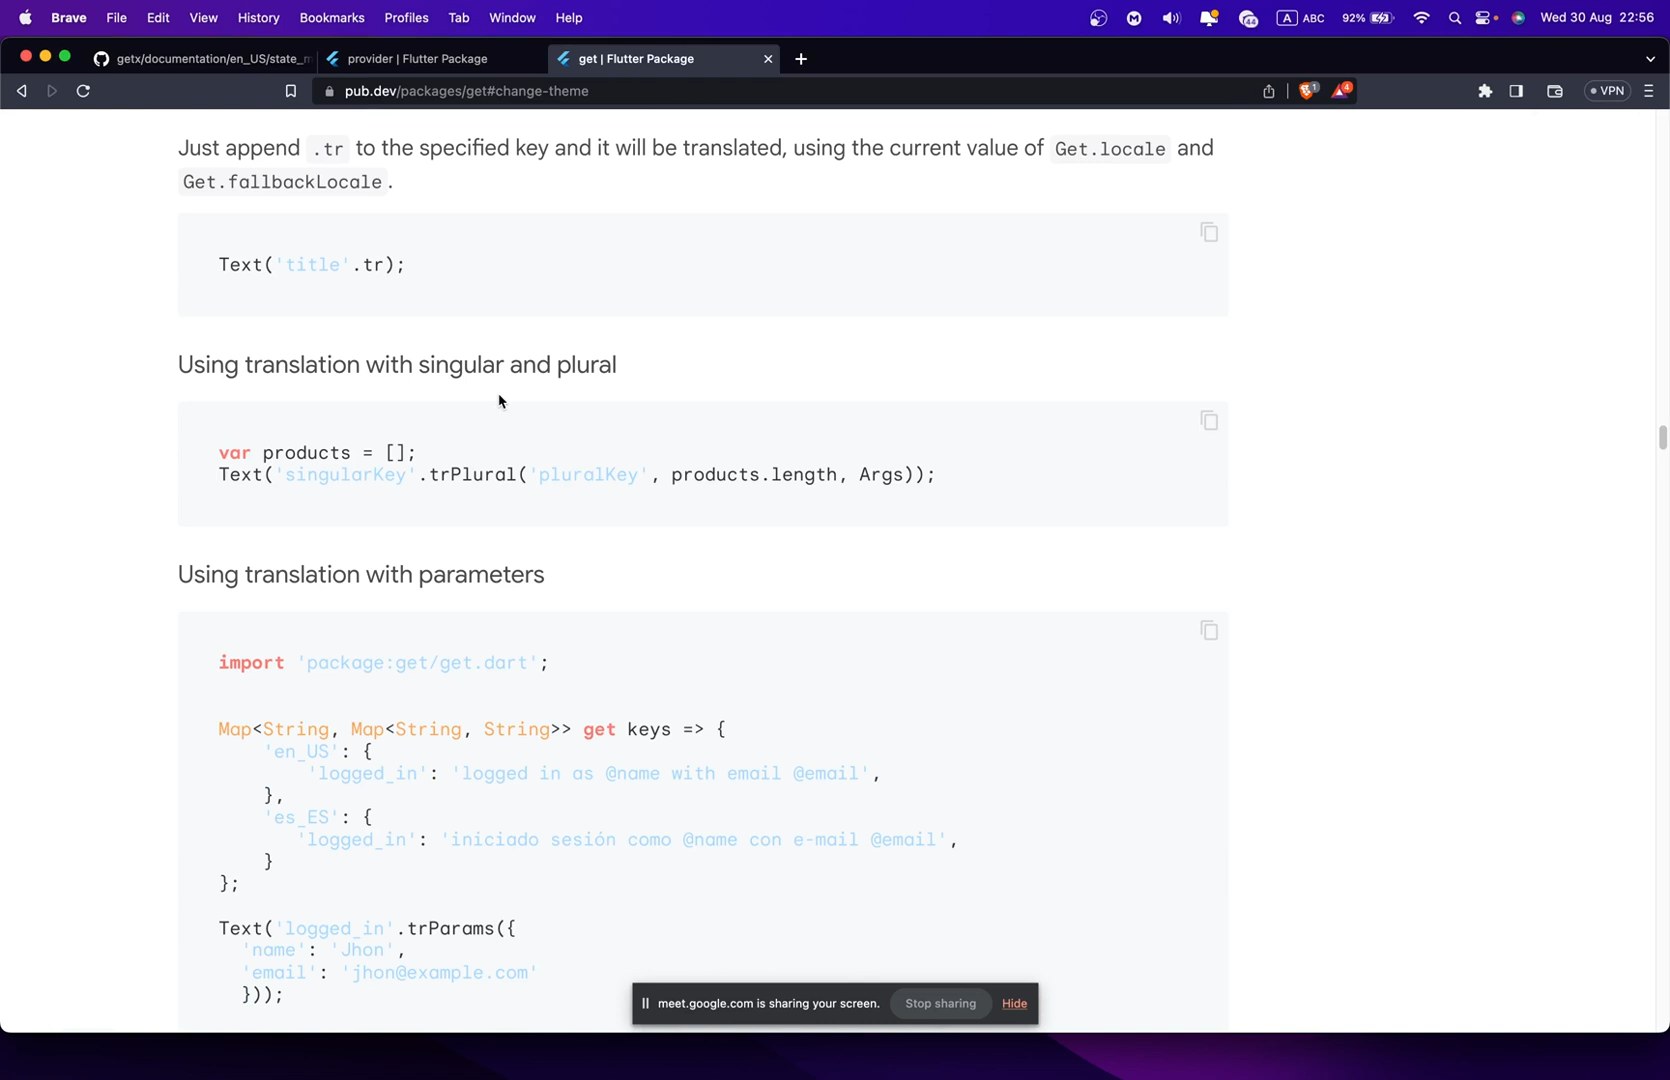 Brave File Edit View History Bookmarks Profiles Tab Window Help 44 A ABC 92% Wed 30 Aug 22:56
getx/documentation/en_US/state_m provider | Flutter Package get | Flutter Package
pub.dev/packages/get#change-theme 1 4 VPN
Just append .tr to the specified key and it will be translated, using the current value of Get.locale and
Get.fallbackLocale.
Text('title'.tr);
Using translation with singular and plural
var products = [];
Text('singularKey'.trPlural('pluralKey', products.length, Args));
Using translation with parameters
import 'package:get/get.dart';
Map<String, Map<String, String>> get keys => {
'en_US': {
'logged_in': 'logged in as @name with email @email',
},
'es_ES': {
'logged_in': 'iniciado sesión como @name con e-mail @email',
}
};
Text('logged_in'.trParams({
'name': 'Jhon',
'email': 'jhon@example.com'
}));
meet.google.com is sharing your screen. Stop sharing Hide